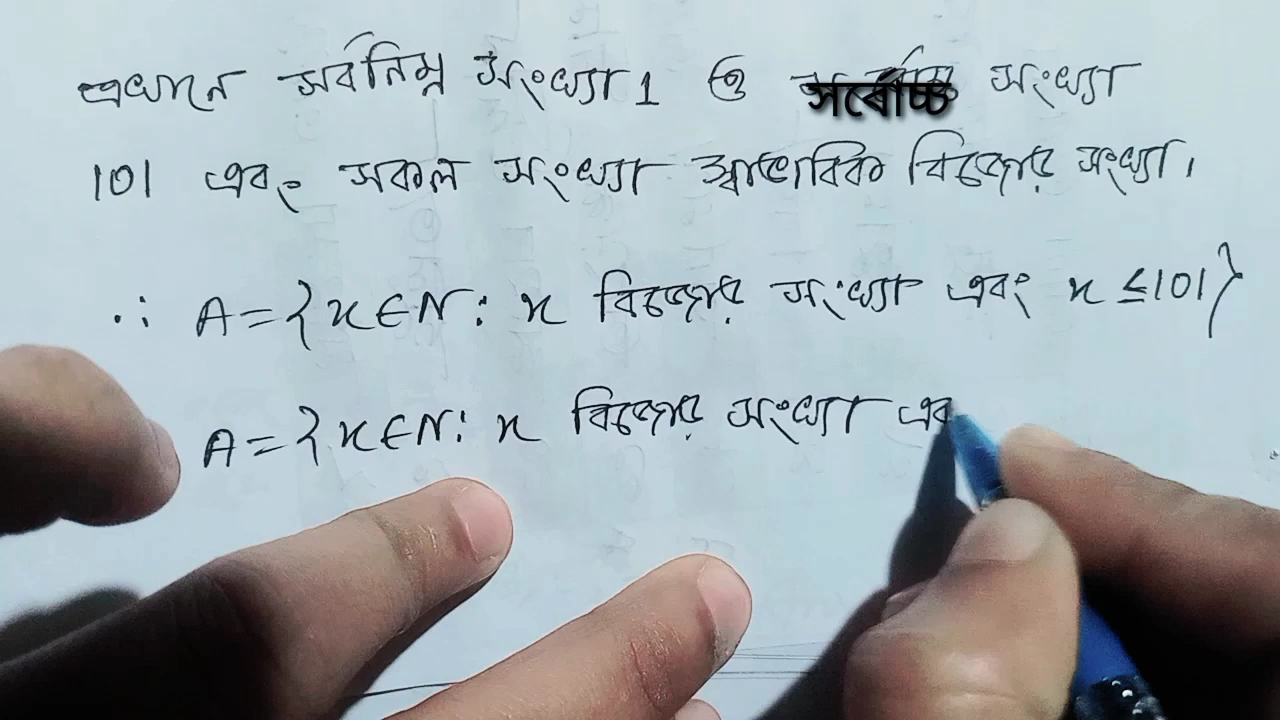 এখানে সর্বনিম্ন সংখ্যা 1 ও সর্বোচ্চ সংখ্যা
101 এবং সকল সংখ্যা স্বাভাবিক বিজোড় সংখ্যা।
∴ A = {x ∈ N : x বিজোড় সংখ্যা এবং x ≤ 101}
A = {x ∈ N : x বিজোড় সংখ্যা এব